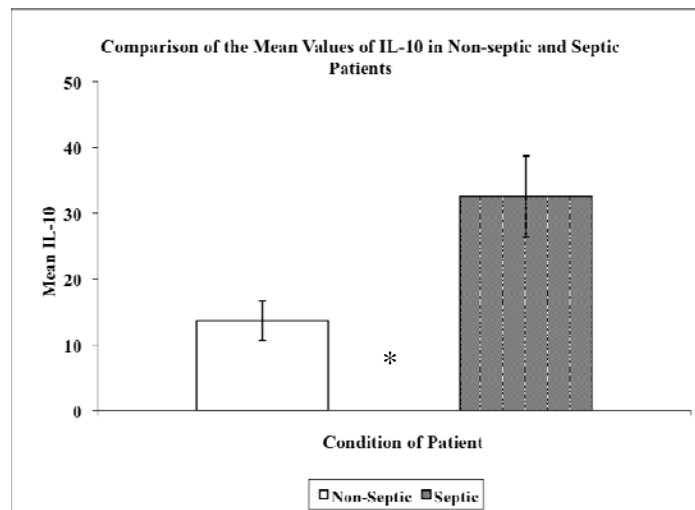 Comparison of the Mean Values of IL-10 in Non-septic and Septic
Patients
50
40
30
20
10
0
Mean IL-10
*
Condition of Patient
Non-Septic Septic